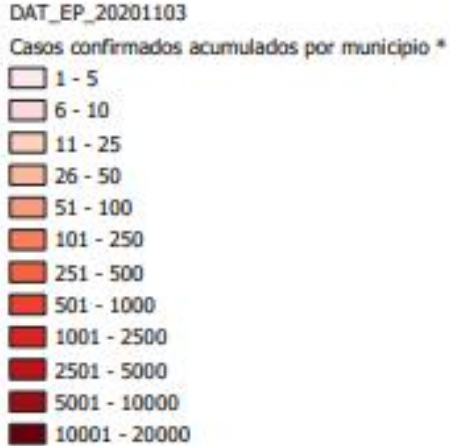 DAT_EP_20201103
Casos confirmados acumulados por municipio *
1 - 5
6 - 10
11 - 25
26 - 50
51 - 100
101 - 250
251 - 500
501 - 1000
1001 - 2500
2501 - 5000
5001 - 10000
10001 - 20000